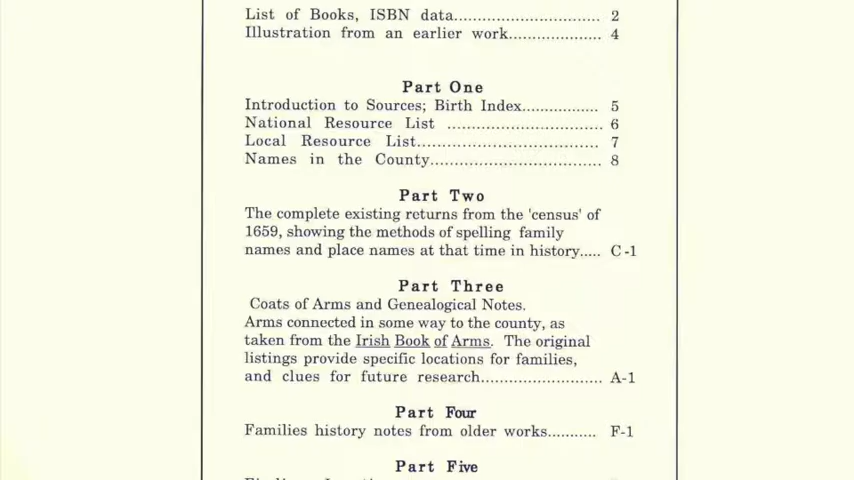 List of Books, ISBN data.............................. 2
Illustration from an earlier work................... 4
Part One
Introduction to Sources; Birth Index................. 5
National Resource List .............................. 6
Local Resource List................................... 7
Names in the County................................. 8
Part Two
The complete existing returns from the 'census' of
1659, showing the methods of spelling family
names and place names at that time in history..... C-1
Part Three
Coats of Arms and Genealogical Notes.
Arms connected in some way to the county, as
taken from the Irish Book of Arms. The original
listings provide specific locations for families,
and clues for future research........................ A-1
Part Four
Families history notes from older works.......... F-1
Part Five